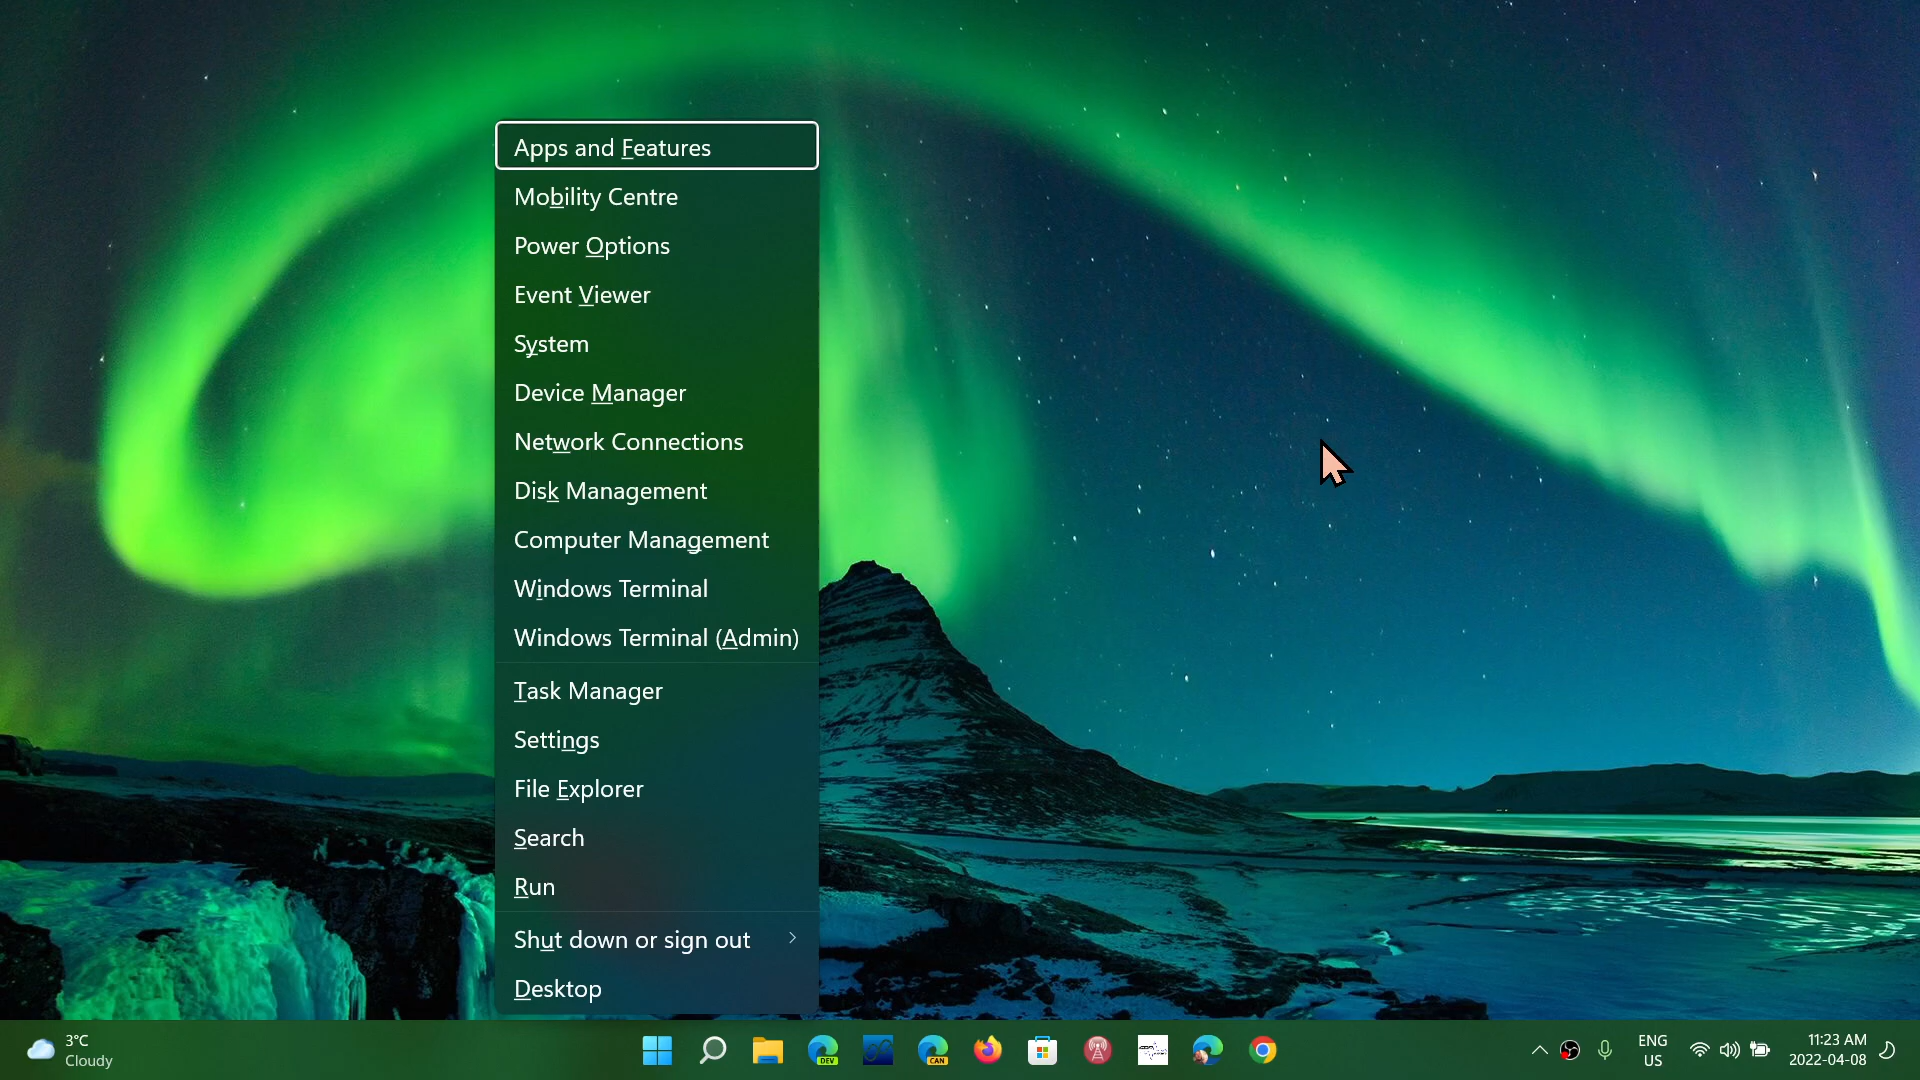 Apps and Features
Mobility Centre
Power Options
Event Viewer
System
Device Manager
Network Connections
Disk Management
Computer Management
Windows Terminal
Windows Terminal (Admin)
Task Manager
Settings
File Explorer
Search
Run
Shut down or sign out
Desktop
3°C
Cloudy
DEV
CAN
ENG
US
11:23 AM
2022-04-08